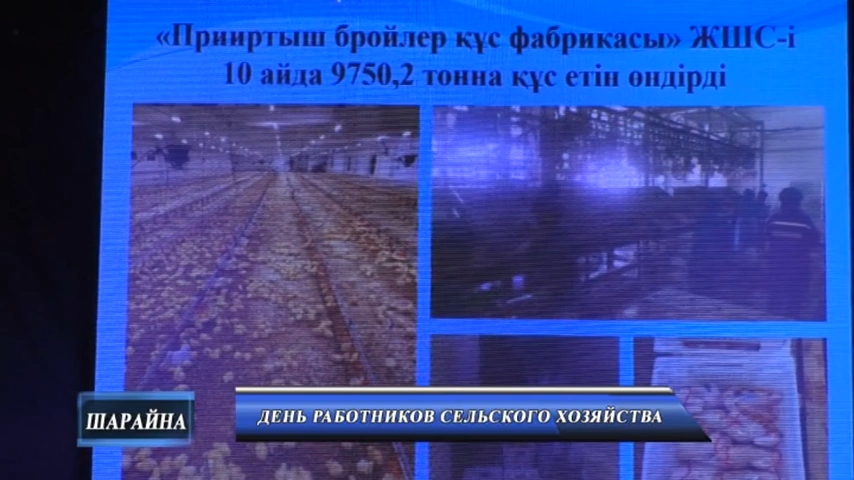 «Прииртыш бройлер құс фабрикасы» ЖШС-і
10 айда 9750,2 тонна құс етін өндірді
ШАРАЙНА
ДЕНЬ РАБОТНИКОВ СЕЛЬСКОГО ХОЗЯЙСТВА